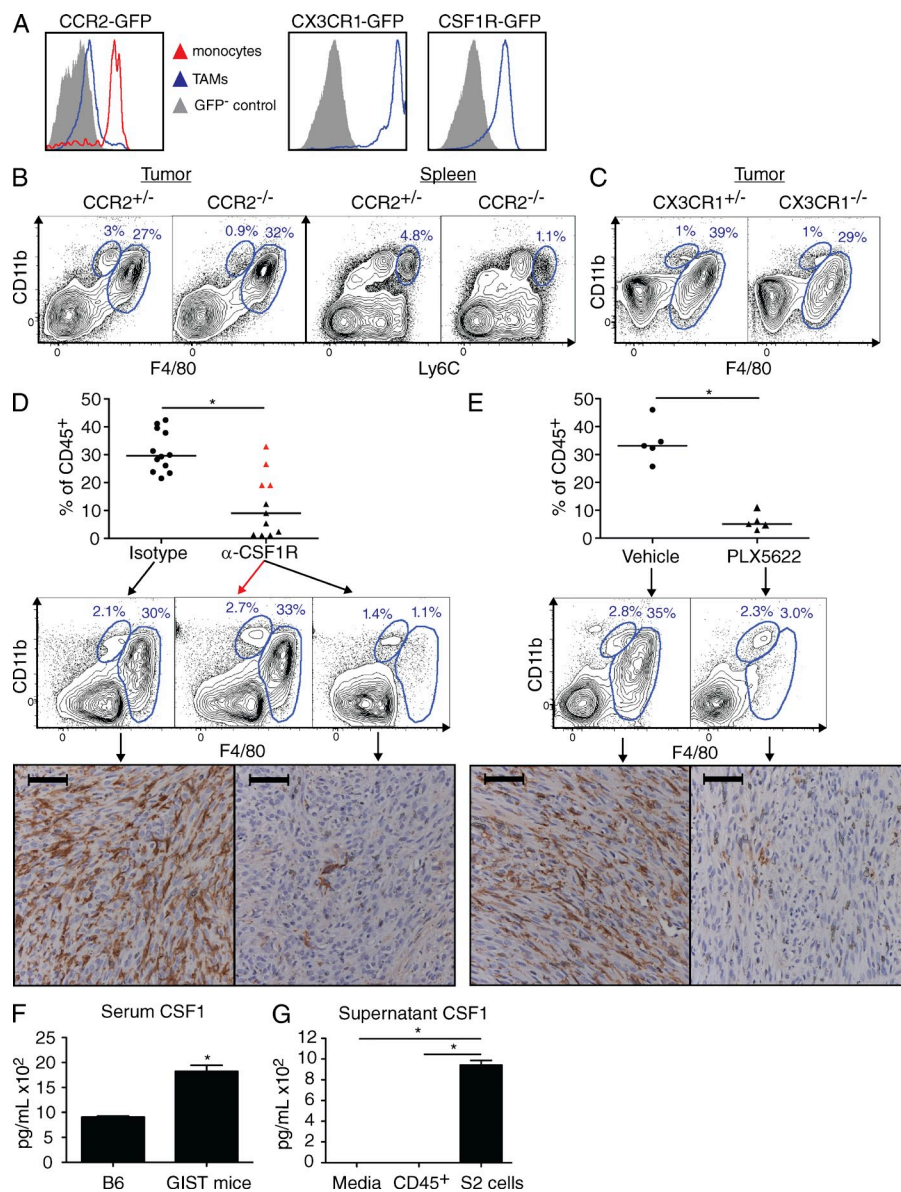 A
CCR2-GFP
CX3CR1-GFP
CSF1R-GFP
monocytes
TAMs
GFP⁻ control
B
Tumor
Spleen
CCR2+/-
CCR2-/-
CCR2+/-
CCR2-/-
3% 27%
0.9% 32%
4.8%
1.1%
CD11b
0
0
0
0
0
F4/80
Ly6C
C
Tumor
CX3CR1+/-
CX3CR1-/-
1% 39%
1% 29%
0
0
F4/80
D
% of CD45+
50
40
30
20
10
0
*
Isotype
α-CSF1R
2.1% 30%
2.7% 33%
1.4% 1.1%
CD11b
0
0
0
0
F4/80
E
% of CD45+
50
40
30
20
10
0
*
Vehicle
PLX5622
2.8% 35%
2.3% 3.0%
CD11b
0
0
0
F4/80
F
Serum CSF1
pg/mL x10²
25
20
15
10
5
0
*
B6
GIST mice
G
Supernatant CSF1
pg/mL x10²
12
10
8
6
4
2
0
*
*
Media
CD45+
S2 cells